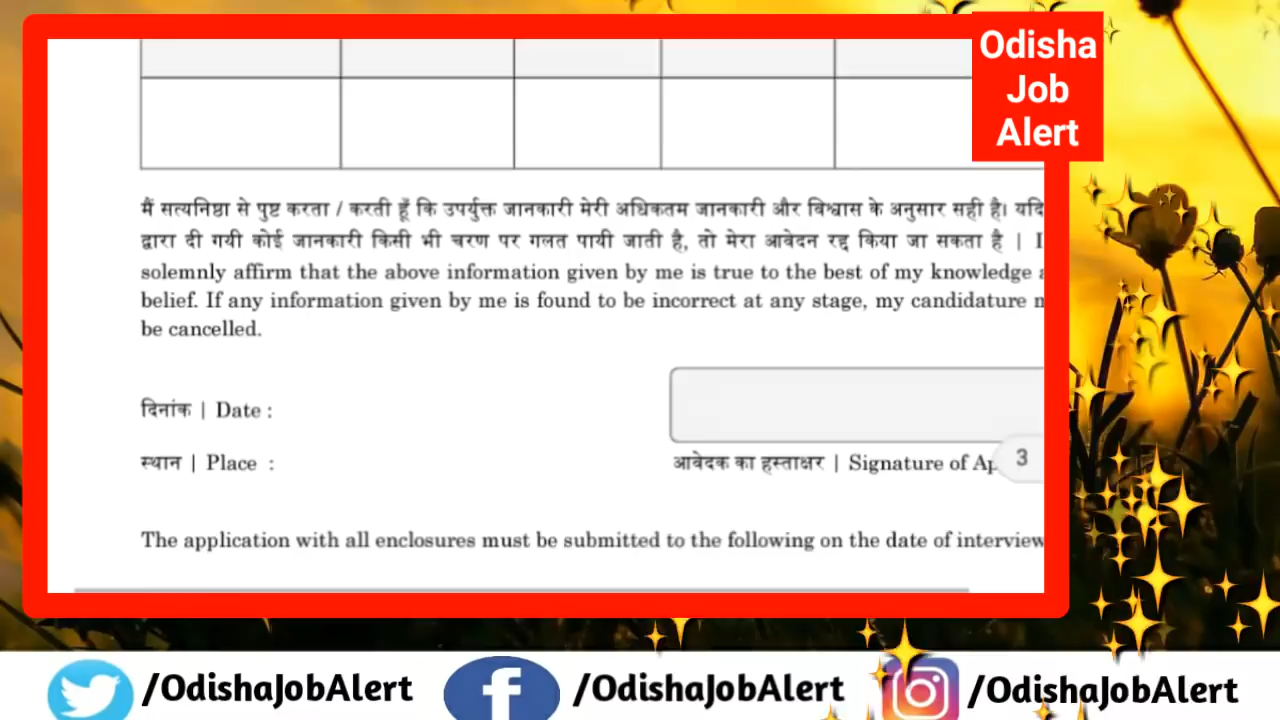 Odisha
Job
Alert
मैं सत्यनिष्ठा से पुष्ट करता / करती हूँ कि उपर्युक्त जानकारी मेरी अधिकतम जानकारी और विश्वास के अनुसार सही है। यदि
द्वारा दी गयी कोई जानकारी किसी भी चरण पर गलत पायी जाती है, तो मेरा आवेदन रद्द किया जा सकता है | I
solemnly affirm that the above information given by me is true to the best of my knowledge
belief. If any information given by me is found to be incorrect at any stage, my candidature
be cancelled.
दिनांक | Date :
स्थान | Place :
आवेदक का हस्ताक्षर | Signature of Ap
3
The application with all enclosures must be submitted to the following on the date of interview
/OdishaJobAlert /OdishaJobAlert /OdishaJobAlert